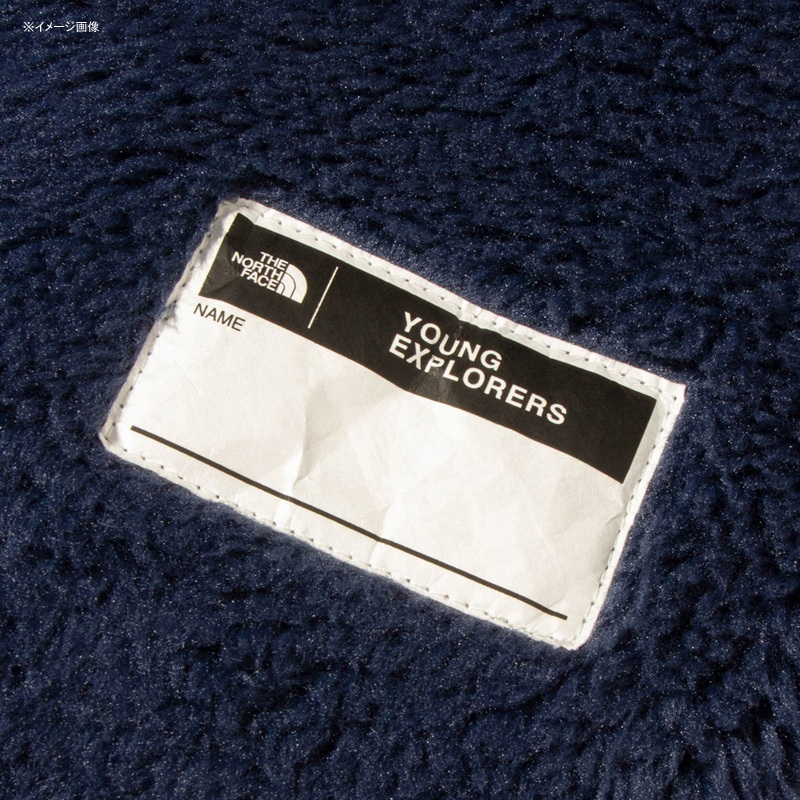 ※イメージ画像
THE
NORTH
FACE
YOUNG
EXPLORERS
NAME